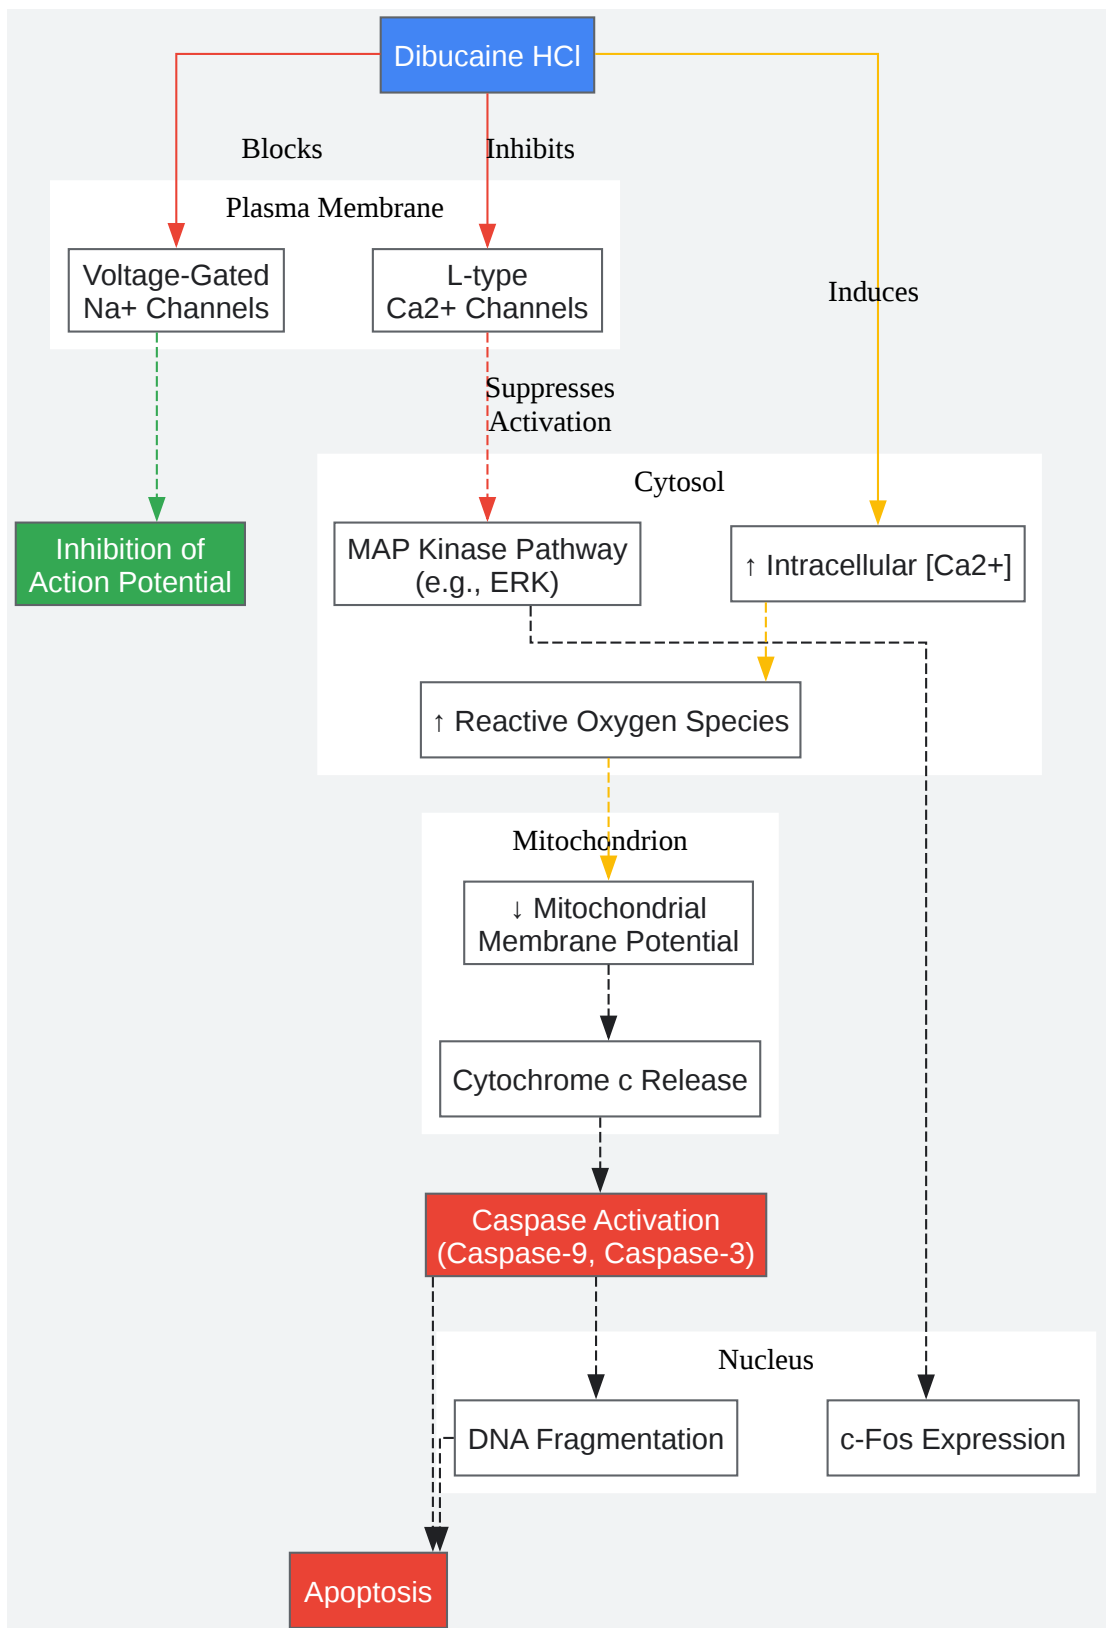 Dibucaine HCl
Blocks
Inhibits
Plasma Membrane
Voltage-Gated
Na+ Channels
L-type
Ca2+ Channels
Induces
Suppresses
Activation
Cytosol
Inhibition of
Action Potential
MAP Kinase Pathway
(e.g., ERK)
↑ Intracellular [Ca2+]
↑ Reactive Oxygen Species
Mitochondrion
↓ Mitochondrial
Membrane Potential
Cytochrome c Release
Caspase Activation
(Caspase-9, Caspase-3)
Nucleus
DNA Fragmentation
c-Fos Expression
Apoptosis